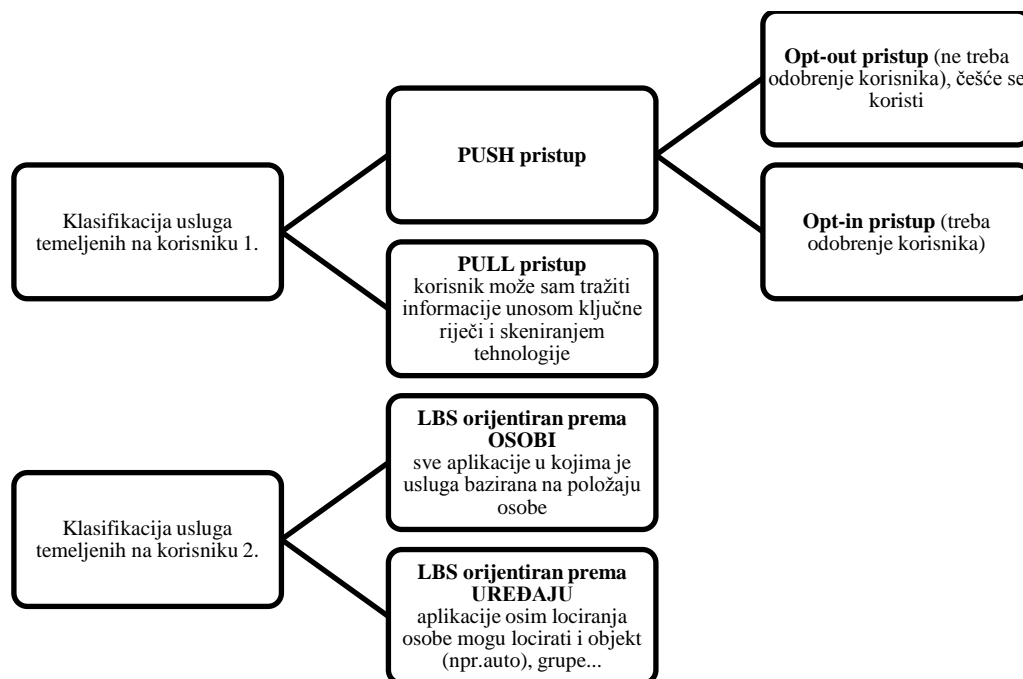 Klasifikacija usluga
temeljenih na korisniku 1.
PUSH pristup
Opt-out pristup (ne treba
odobrenje korisnika), češće se
koristi
Opt-in pristup (treba
odobrenje korisnika)
PULL pristup
korisnik može sam tražiti
informacije unosom ključne
riječi i skeniranjem
tehnologije
Klasifikacija usluga
temeljenih na korisniku 2.
LBS orijentiran prema
OSOBI
sve aplikacije u kojima je
usluga bazirana na položaju
osobe
LBS orijentiran prema
UREĐAJU
aplikacije osim lociranja
osobe mogu locirati i objekt
(npr.auto), grupe...